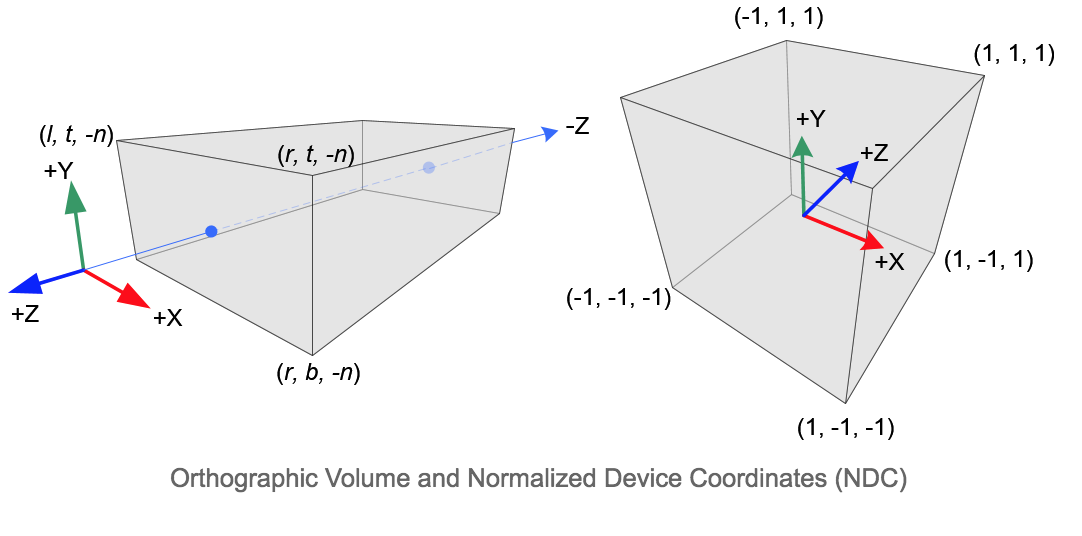 (-1, 1, 1)
(1, 1, 1)
(l, t, -n)
(r, t, -n)
–Z
+Y
+Y
+Z
+X
+Z
+X
(1, -1, 1)
(-1, -1, -1)
(r, b, -n)
(1, -1, -1)
Orthographic Volume and Normalized Device Coordinates (NDC)